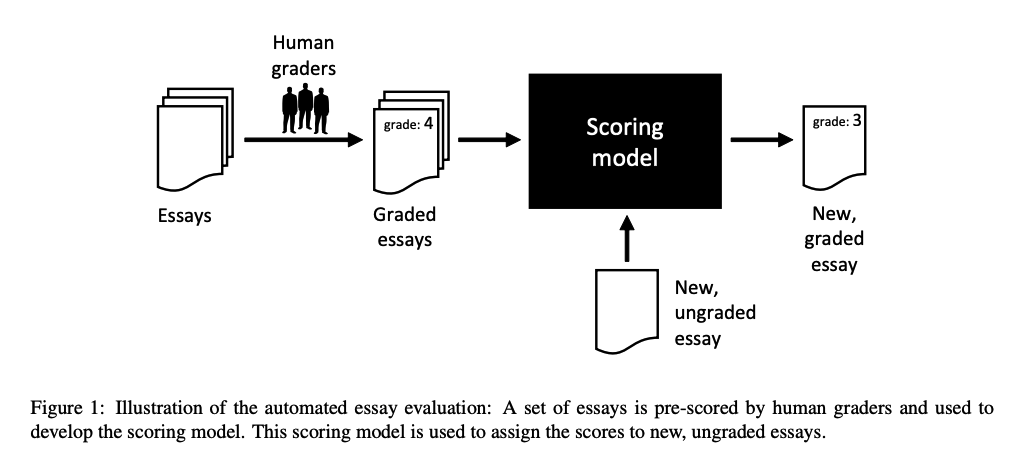 Human
graders
grade: 4
grade: 3
Scoring
model
Essays
Graded
essays
New,
graded
essay
New,
ungraded
essay
Figure 1: Illustration of the automated essay evaluation: A set of essays is pre-scored by human graders and used to
develop the scoring model. This scoring model is used to assign the scores to new, ungraded essays.